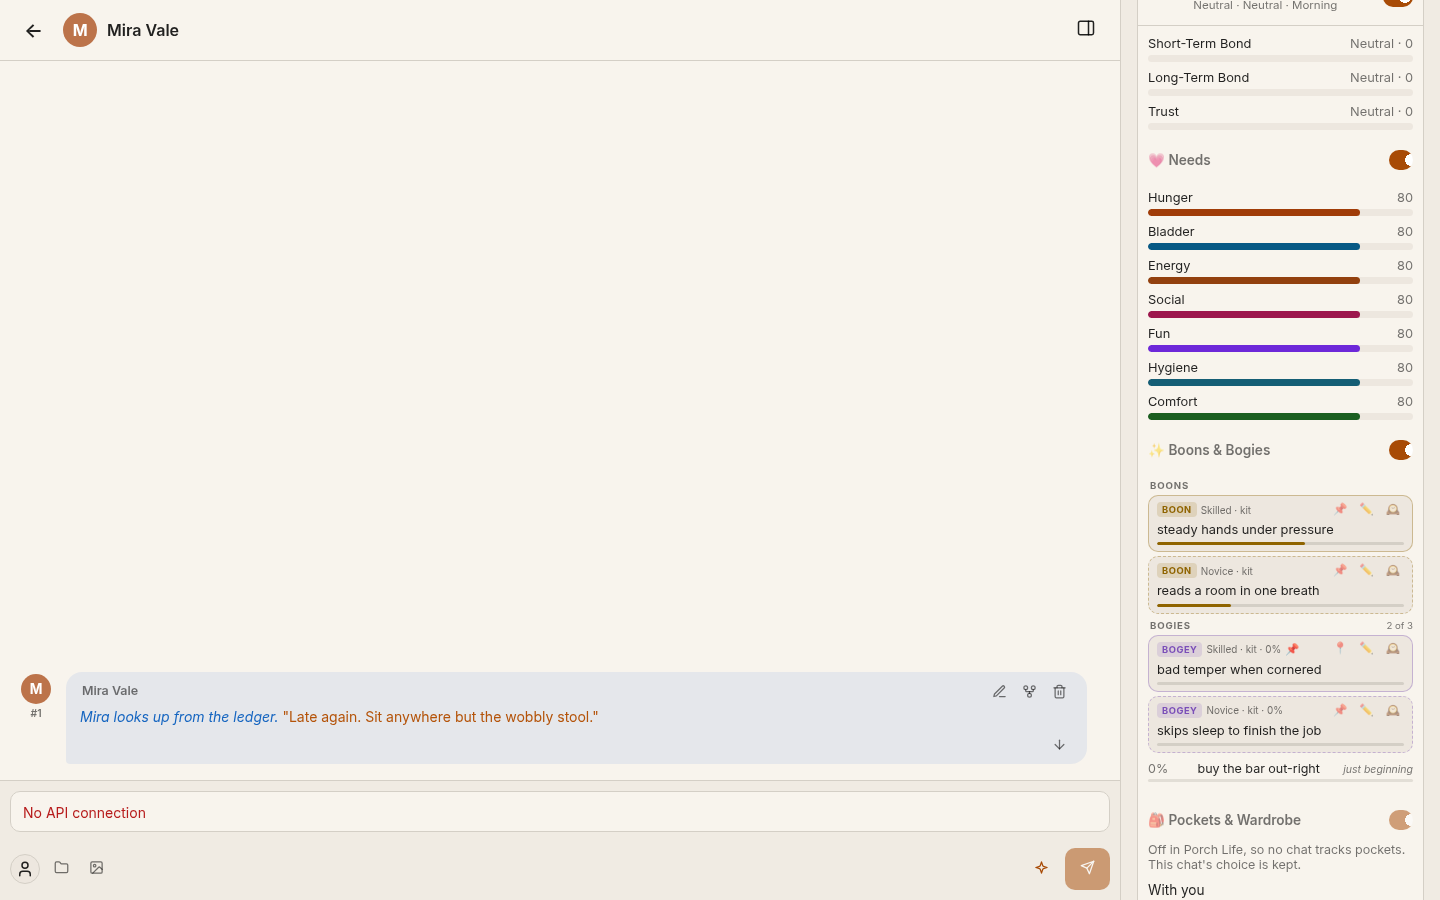 M
Mira Vale
Neutral · Neutral · Morning
Short-Term Bond Neutral · 0
Long-Term Bond Neutral · 0
Trust Neutral · 0
Needs
Hunger 80
Bladder 80
Energy 80
Social 80
Fun 80
Hygiene 80
Comfort 80
Boons & Bogies
BOONS
BOON Skilled · kit
steady hands under pressure
BOON Novice · kit
reads a room in one breath
BOGIES 2 of 3
BOGEY Skilled · kit · 0%
bad temper when cornered
BOGEY Novice · kit · 0%
skips sleep to finish the job
0% buy the bar out-right just beginning
Pockets & Wardrobe
Off in Porch Life, so no chat tracks pockets.
This chat's choice is kept.
With you
M
#1
Mira Vale
Mira looks up from the ledger. "Late again. Sit anywhere but the wobbly stool."
No API connection